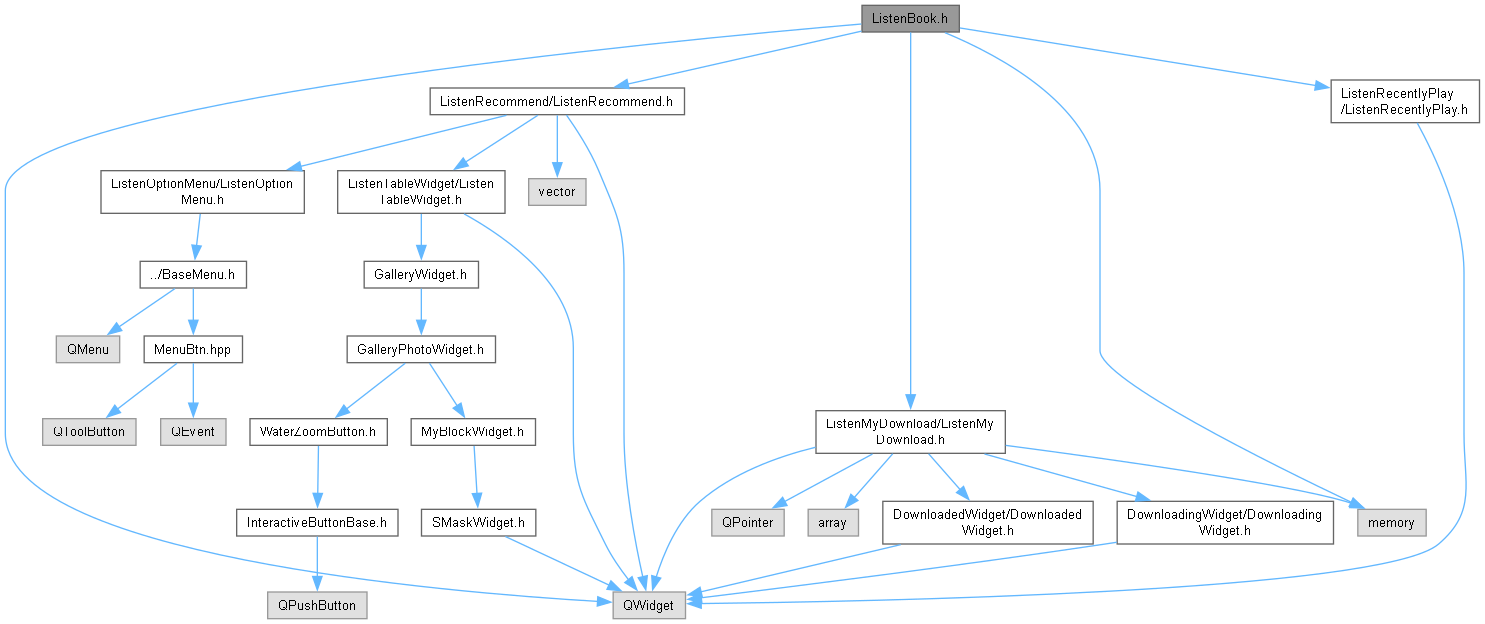 ListenBook.h
ListenRecommend/ListenRecommend.h
ListenRecentlyPlay
/ListenRecentlyPlay.h
ListenOptionMenu/ListenOption
Menu.h
ListenTableWidget/Listen
TableWidget.h
vector
../BaseMenu.h
GalleryWidget.h
QMenu
MenuBtn.hpp
GalleryPhotoWidget.h
QToolButton
QEvent
WaterZoomButton.h
MyBlockWidget.h
ListenMyDownload/ListenMy
Download.h
InteractiveButtonBase.h
SMaskWidget.h
QPointer
array
DownloadedWidget/Downloaded
Widget.h
DownloadingWidget/Downloading
Widget.h
memory
QPushButton
QWidget